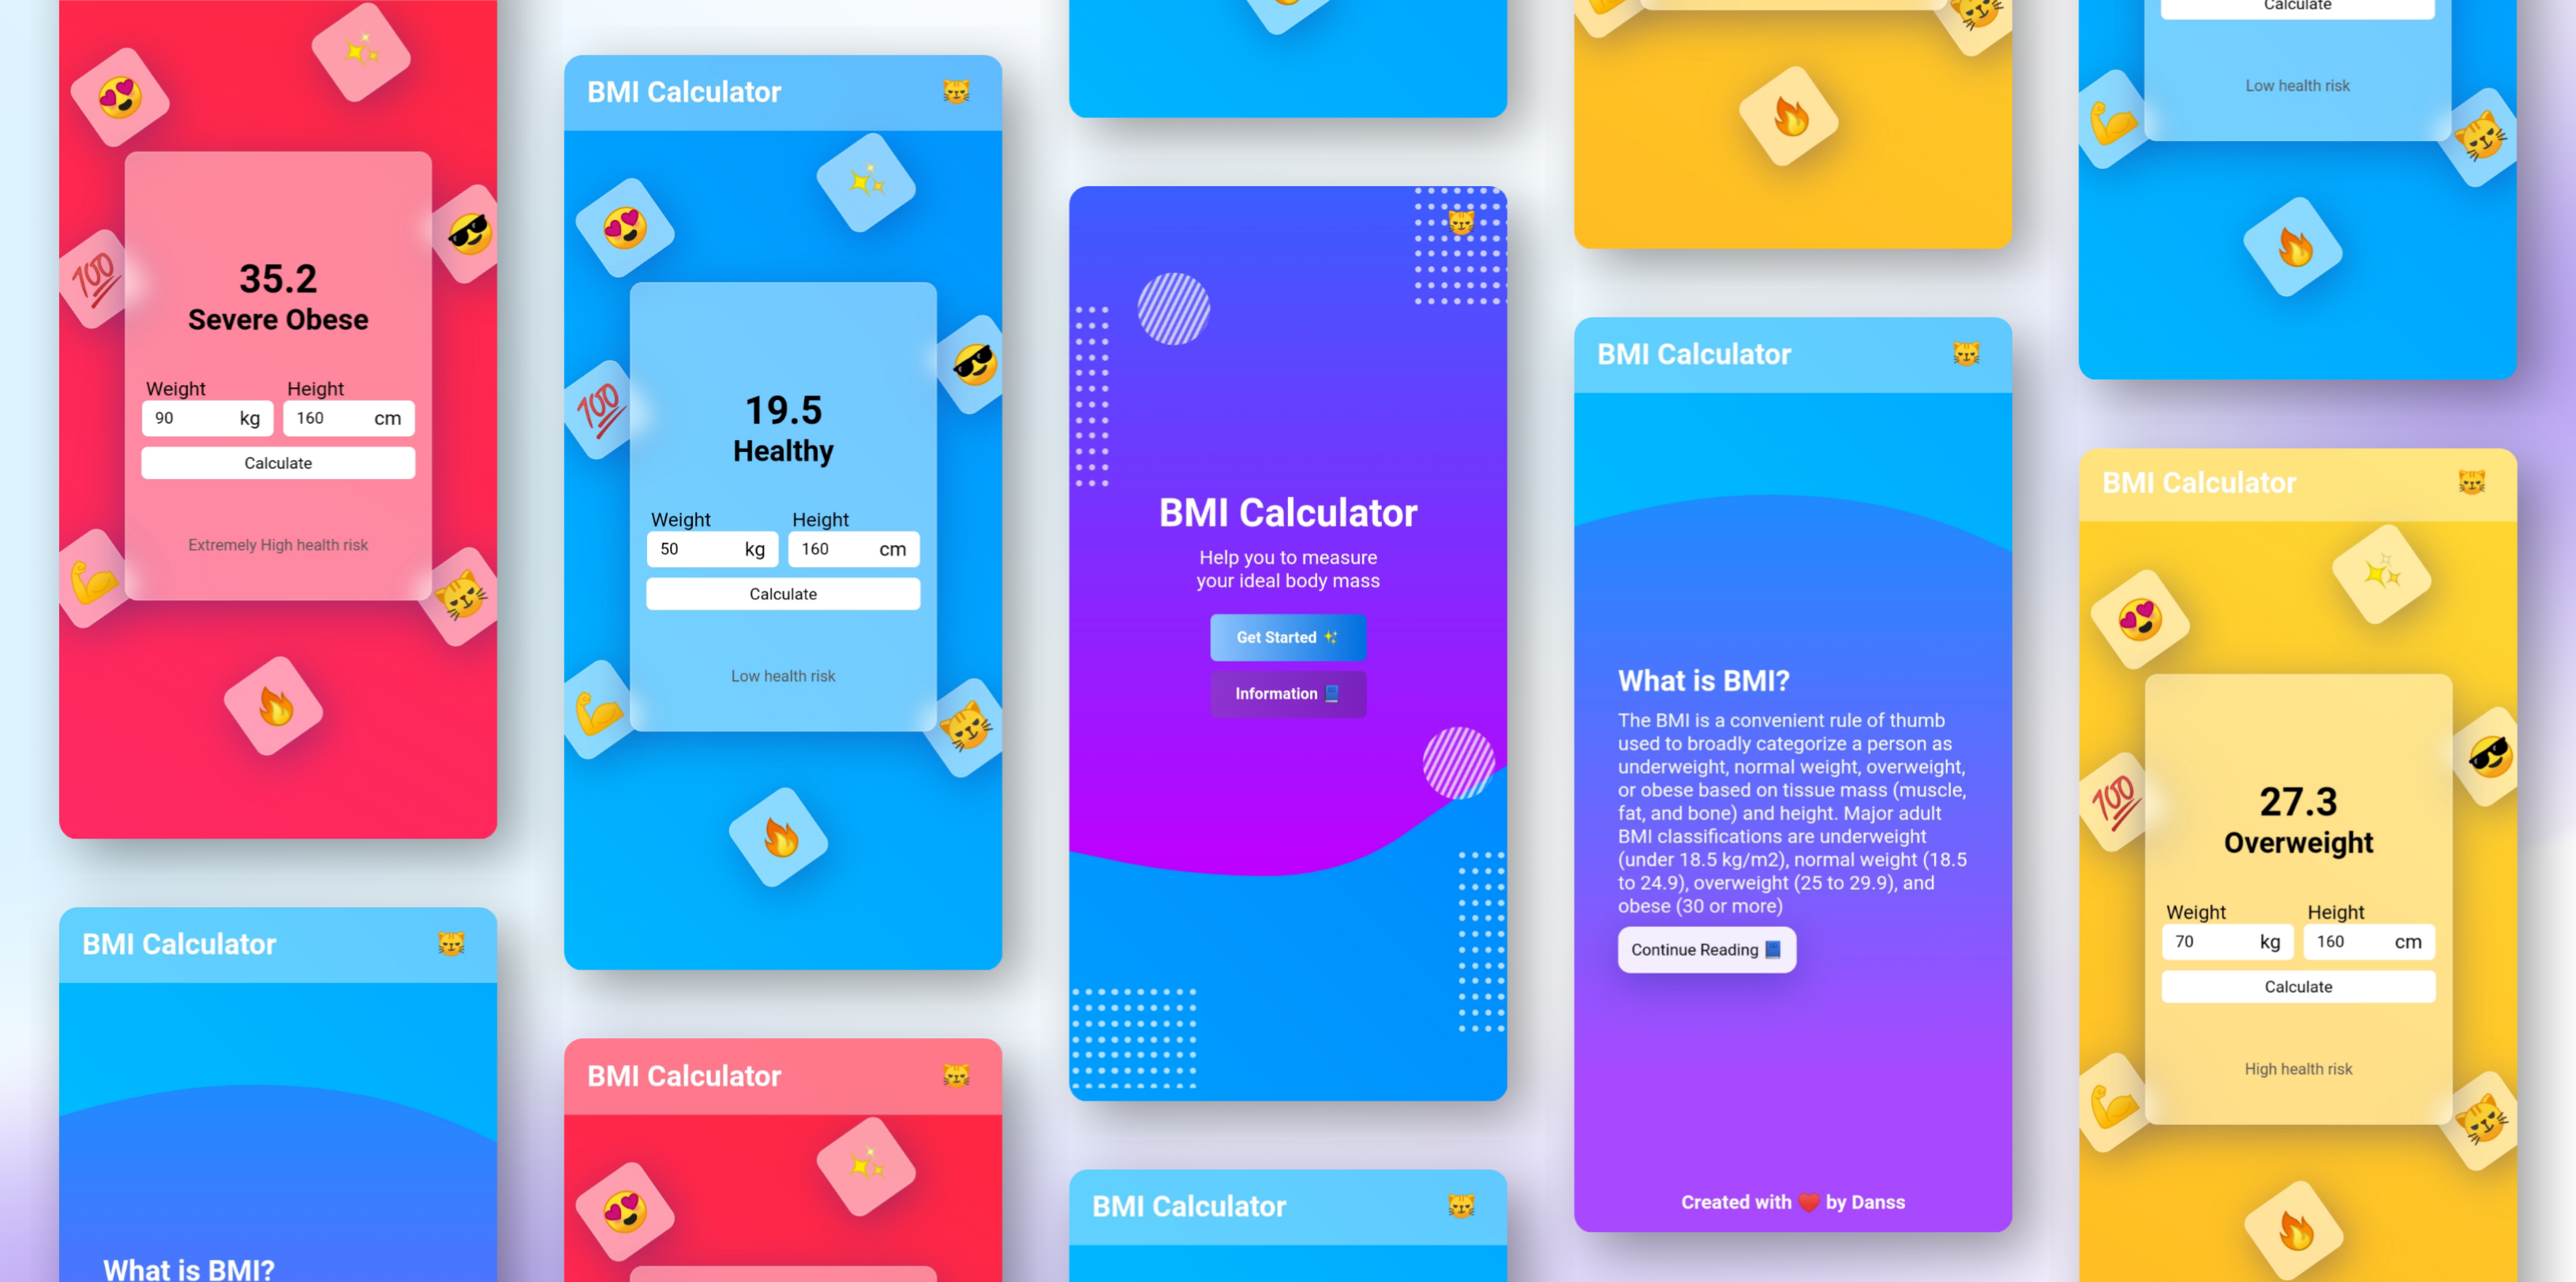 35.2
Severe Obese
Weight
Height
90
kg
160
cm
Calculate
Extremely High health risk
BMI Calculator
What is BMI?
BMI Calculator
19.5
Healthy
Weight
Height
50
kg
160
cm
Calculate
Low health risk
BMI Calculator
BMI Calculator
Help you to measure
your ideal body mass
Get Started ✨
Information 📘
BMI Calculator
BMI Calculator
What is BMI?
The BMI is a convenient rule of thumb
used to broadly categorize a person as
underweight, normal weight, overweight,
or obese based on tissue mass (muscle,
fat, and bone) and height. Major adult
BMI classifications are underweight
(under 18.5 kg/m2), normal weight (18.5
to 24.9), overweight (25 to 29.9), and
obese (30 or more)
Continue Reading 📘
Created with ❤️ by Danss
Calculate
Low health risk
BMI Calculator
27.3
Overweight
Weight
Height
70
kg
160
cm
Calculate
High health risk